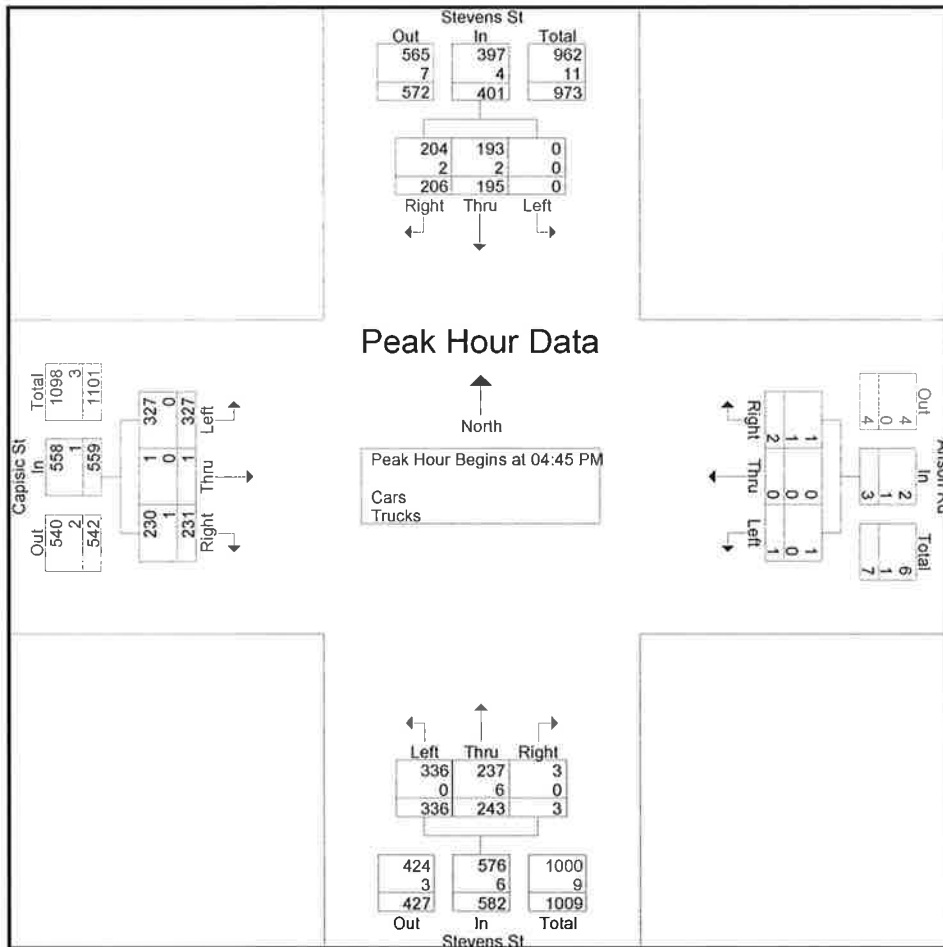 Stevens St
Out In Total
565 397 962
7 4 11
572 401 973
204 193 0
2 2 0
206 195 0
Right Thru Left
Peak Hour Data
North
Peak Hour Begins at 04:45 PM
Cars
Trucks
Capisic St
Total
1098
3
1101
In
558
1
559
Out
540
2
542
327
0
327
Left
1
0
1
Thru
230
1
231
Right
Out
4
0
4
In
2
1
3
Total
6
1
7
Right
1
1
2
Thru
0
0
0
Left
1
0
1
Left Thru Right
336 237 3
0 6 0
336 243 3
424 576 1000
3 6 9
427 582 1009
Out In Total
Stevens St